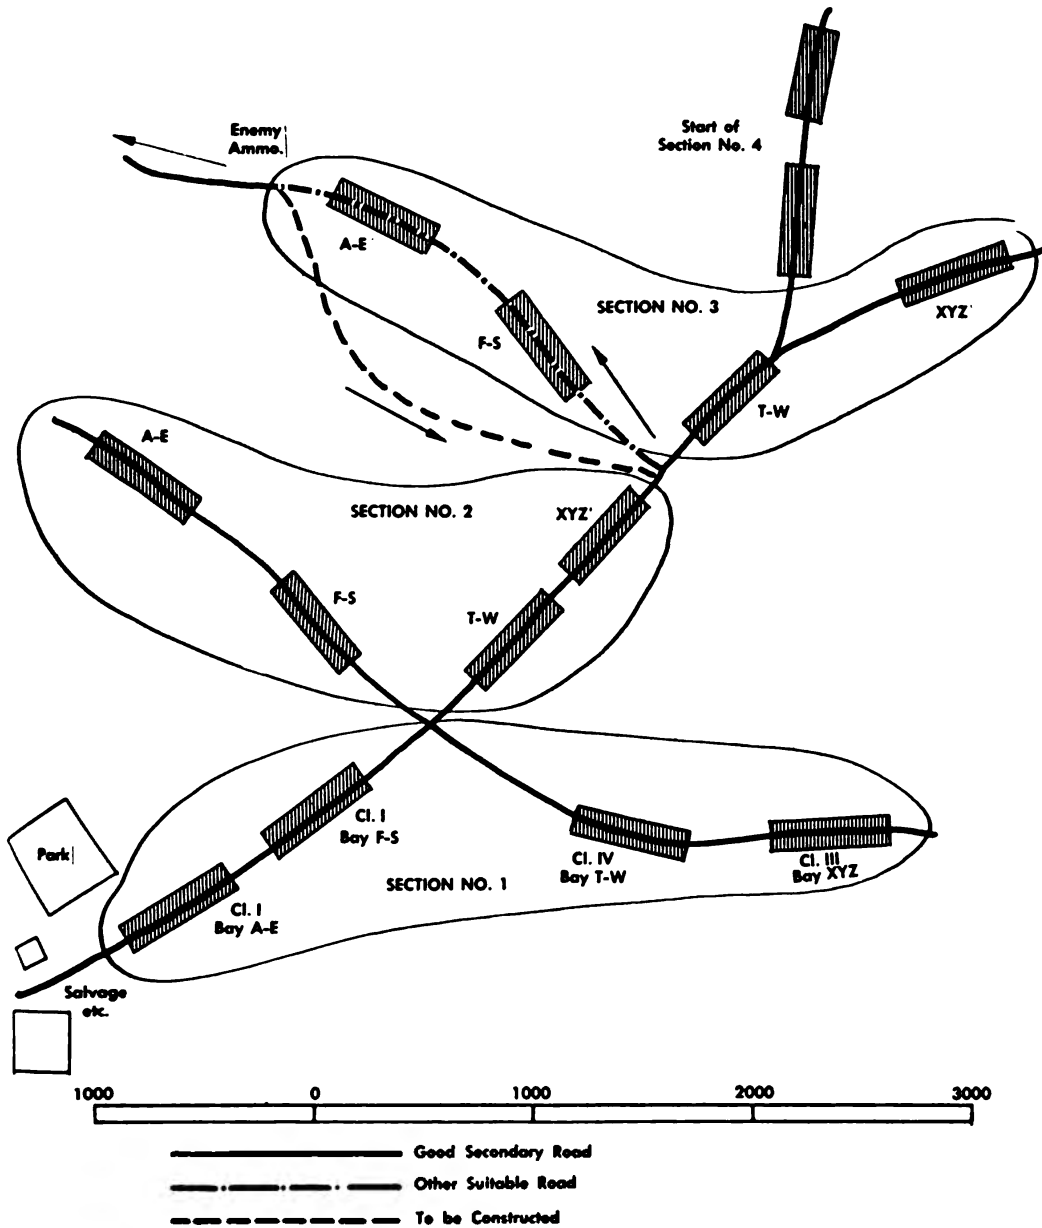 Enemy
Ammo.
Start of
Section No. 4
A-E
SECTION NO. 3
XYZ
F-S
T-W
A-E
SECTION NO. 2
XYZ'
F-S
T-W
Cl. I
Bay F-S
Park
Cl. IV
Bay T-W
Cl. III
Bay XYZ
SECTION NO. 1
Cl. I
Bay A-E
Salvage
etc.
1000 0 1000 2000 3000
Good Secondary Road
Other Suitable Road
To be Constructed